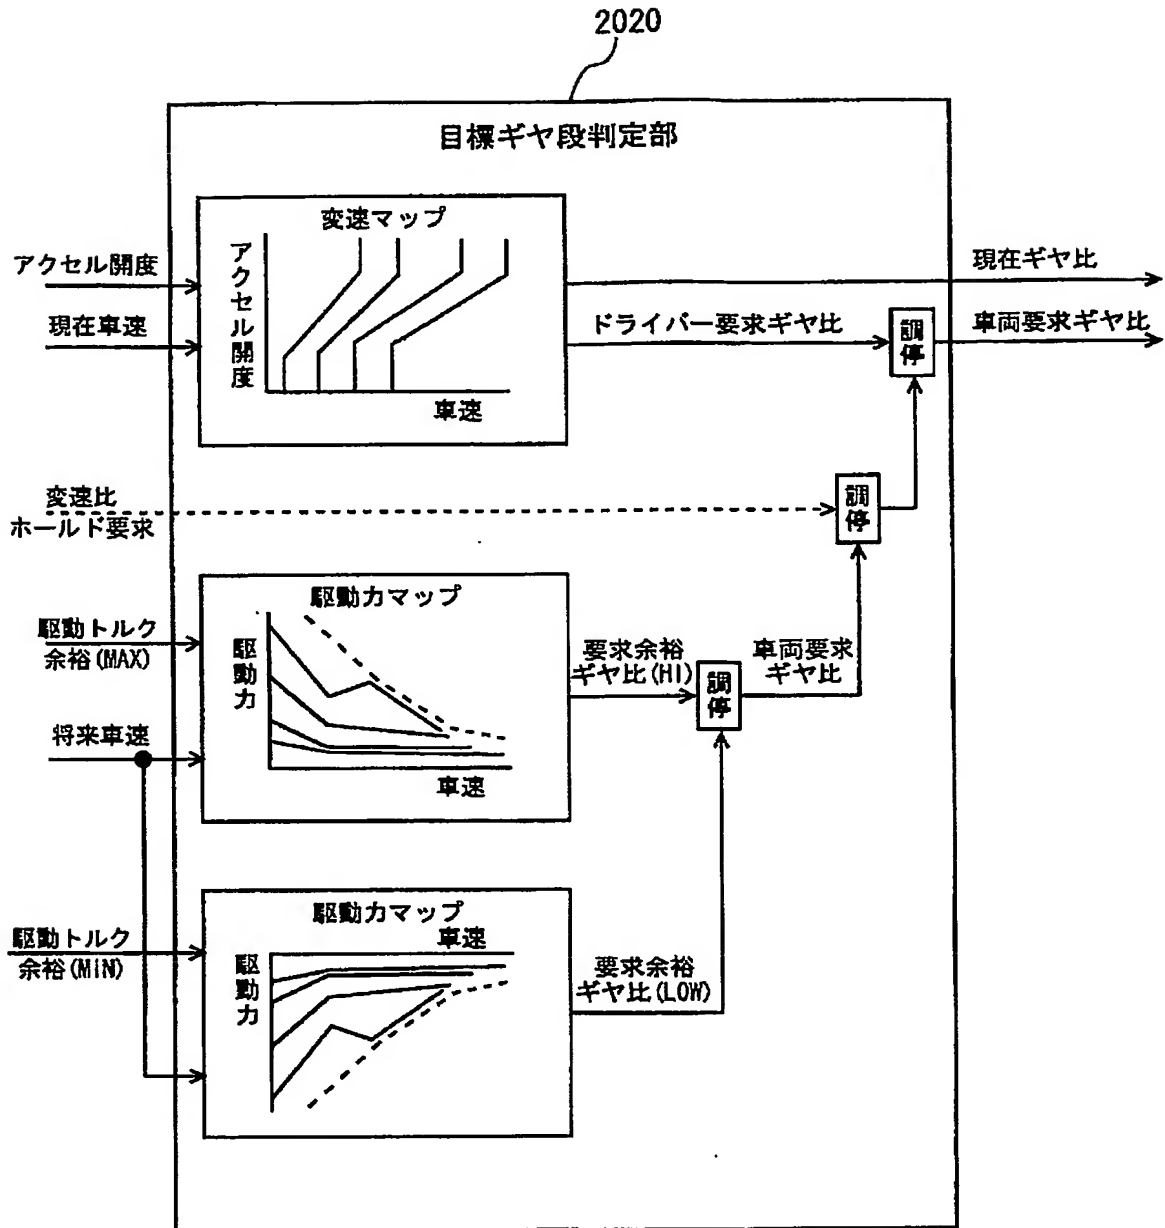 2020
目標ギヤ段判定部
変速マップ
アクセル開度
車速
アクセル開度
現在車速
現在ギヤ比
ドライバー要求ギヤ比
調停
車両要求ギヤ比
変速比
ホールド要求
調停
駆動力マップ
駆動力
車速
駆動トルク
余裕(MAX)
将来車速
要求余裕
ギヤ比(HI)
調停
車両要求
ギヤ比
駆動力マップ
車速
駆動力
駆動トルク
余裕(MIN)
要求余裕
ギヤ比(LOW)